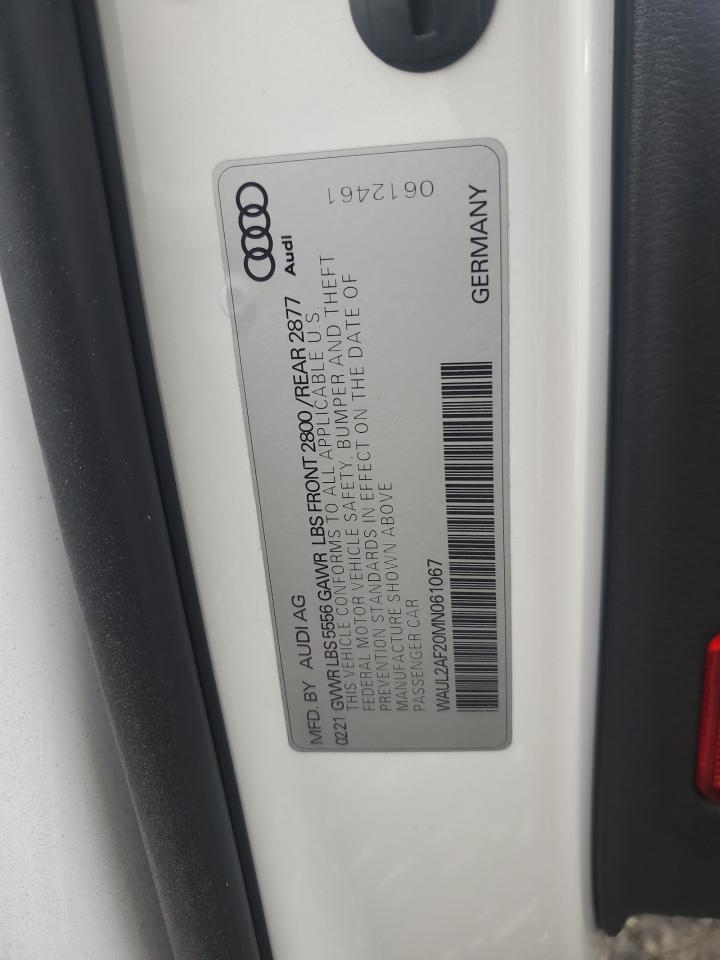 MFD. BY AUDI AG
0221 GVWR LBS 5556 GAWR LBS FRONT 2800 /REAR 2877
THIS VEHICLE CONFORMS TO ALL APPLICABLE U.S.
FEDERAL MOTOR VEHICLE SAFETY, BUMPER AND THEFT
PREVENTION STANDARDS IN EFFECT ON THE DATE OF
MANUFACTURE SHOWN ABOVE
PASSENGER CAR
WAUL2AF20MN061067
Audi
0612461
GERMANY